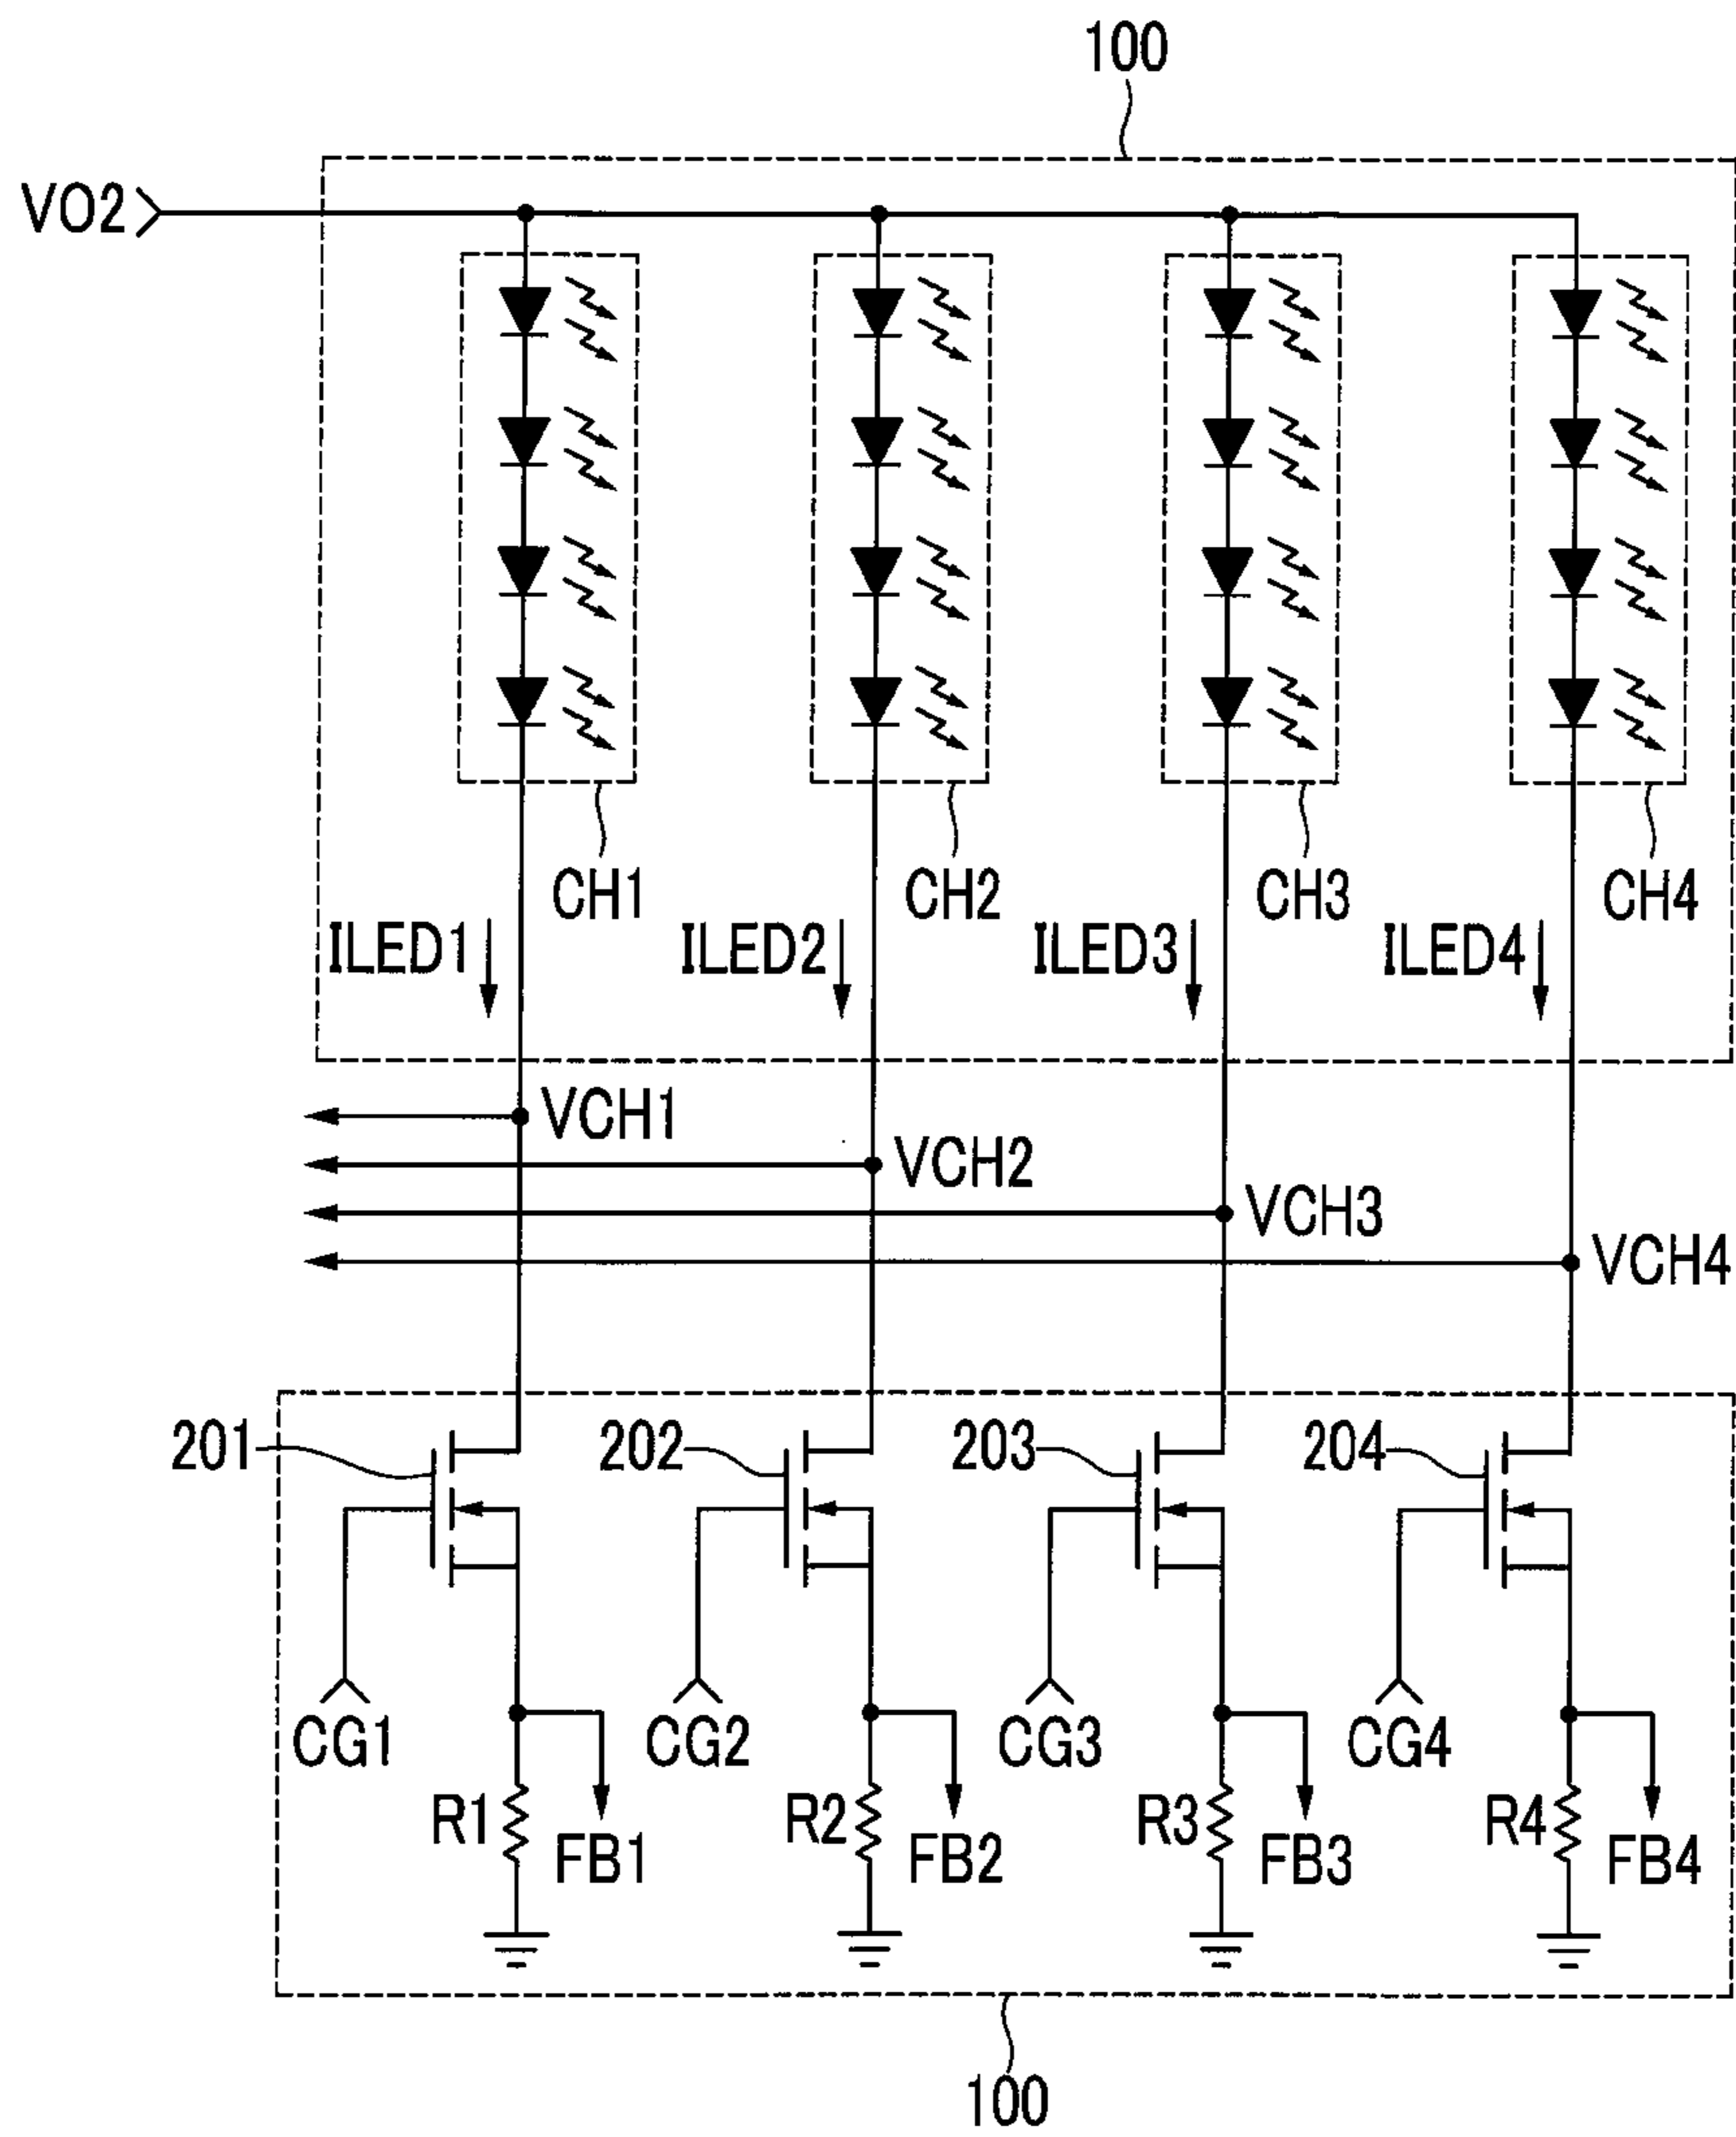 100
VO2
CH1
CH2
CH3
CH4
ILED1
ILED2
ILED3
ILED4
VCH1
VCH2
VCH3
VCH4
201
202
203
204
CG1
CG2
CG3
CG4
R1
R2
R3
R4
FB1
FB2
FB3
FB4
100